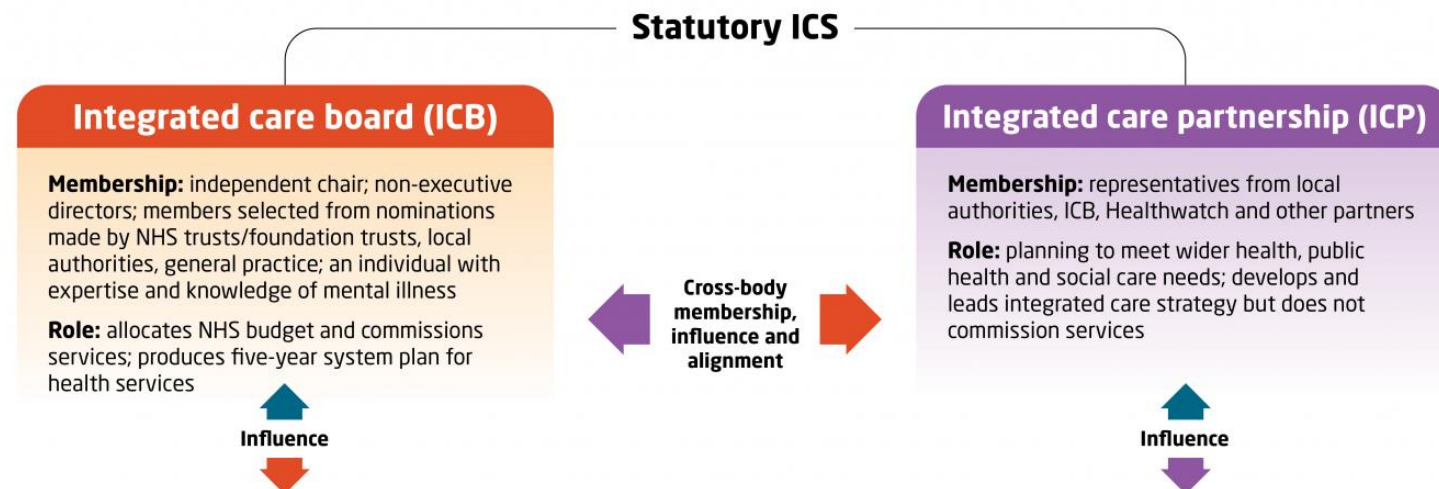 Statutory ICS
Integrated care board (ICB)
Membership: independent chair; non-executive
directors; members selected from nominations
made by NHS trusts/foundation trusts, local
authorities, general practice; an individual with
expertise and knowledge of mental illness
Role: allocates NHS budget and commissions
services; produces five-year system plan for
health services
Influence
Cross-body
membership,
influence and
alignment
Integrated care partnership (ICP)
Membership: representatives from local
authorities, ICB, Healthwatch and other partners
Role: planning to meet wider health, public
health and social care needs; develops and
leads integrated care strategy but does not
commission services
Influence